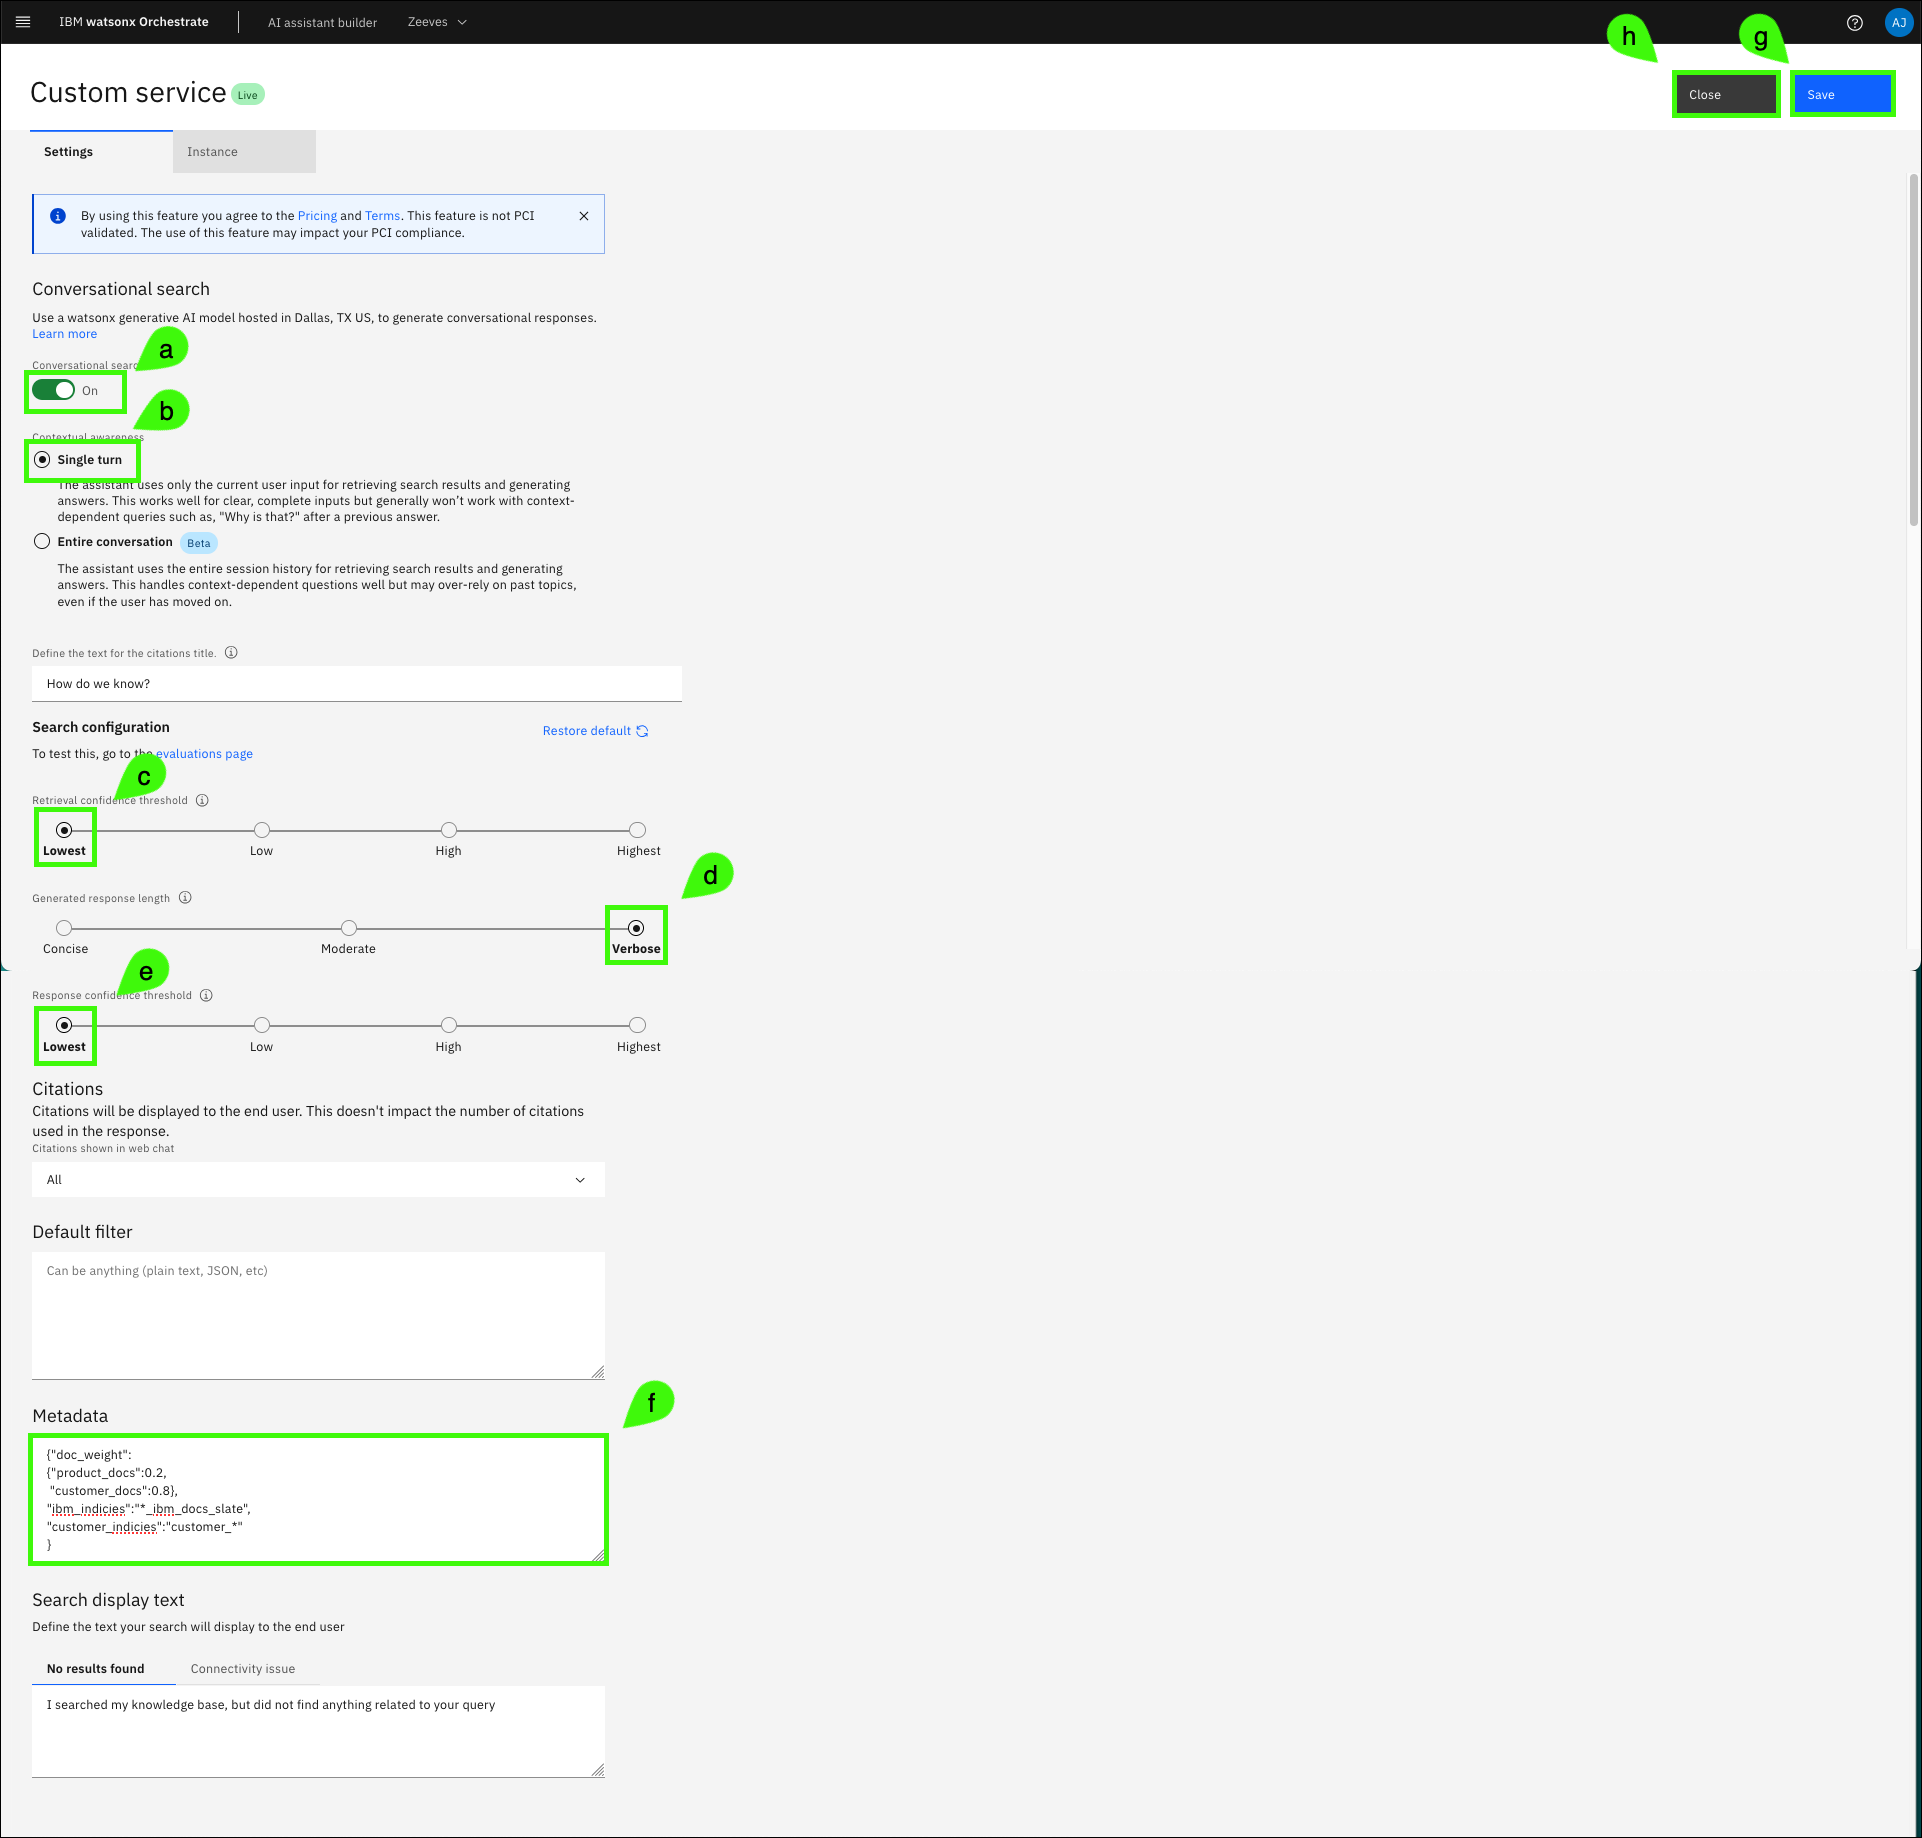 IBM watsonx Orchestrate
AI assistant builder
Zeeves
AJ
h
g
Custom service
Live
Close
Save
Settings
Instance
By using this feature you agree to the Pricing and Terms. This feature is not PCI
validated. The use of this feature may impact your PCI compliance.
Conversational search
Use a watsonx generative AI model hosted in Dallas, TX US, to generate conversational responses.
Learn more
a
Conversational searc
On
b
Contextual awareness
Single turn
The assistant uses only the current user input for retrieving search results and generating
answers. This works well for clear, complete inputs but generally won’t work with context-
dependent queries such as, "Why is that?" after a previous answer.
Entire conversation
Beta
The assistant uses the entire session history for retrieving search results and generating
answers. This handles context-dependent questions well but may over-rely on past topics,
even if the user has moved on.
Define the text for the citations title.
How do we know?
Search configuration
Restore default
To test this, go to the evaluations page
c
Retrieval confidence threshold
Lowest
Low
High
Highest
d
Generated response length
Concise
Moderate
Verbose
e
Response confidence threshold
Lowest
Low
High
Highest
Citations
Citations will be displayed to the end user. This doesn't impact the number of citations
used in the response.
Citations shown in web chat
All
Default filter
Can be anything (plain text, JSON, etc)
f
Metadata
{"doc_weight":
{"product_docs":0.2,
"customer_docs":0.8},
"ibm_indicies":"*_ibm_docs_slate",
"customer_indicies":"customer_*"
}
Search display text
Define the text your search will display to the end user
No results found
Connectivity issue
I searched my knowledge base, but did not find anything related to your query